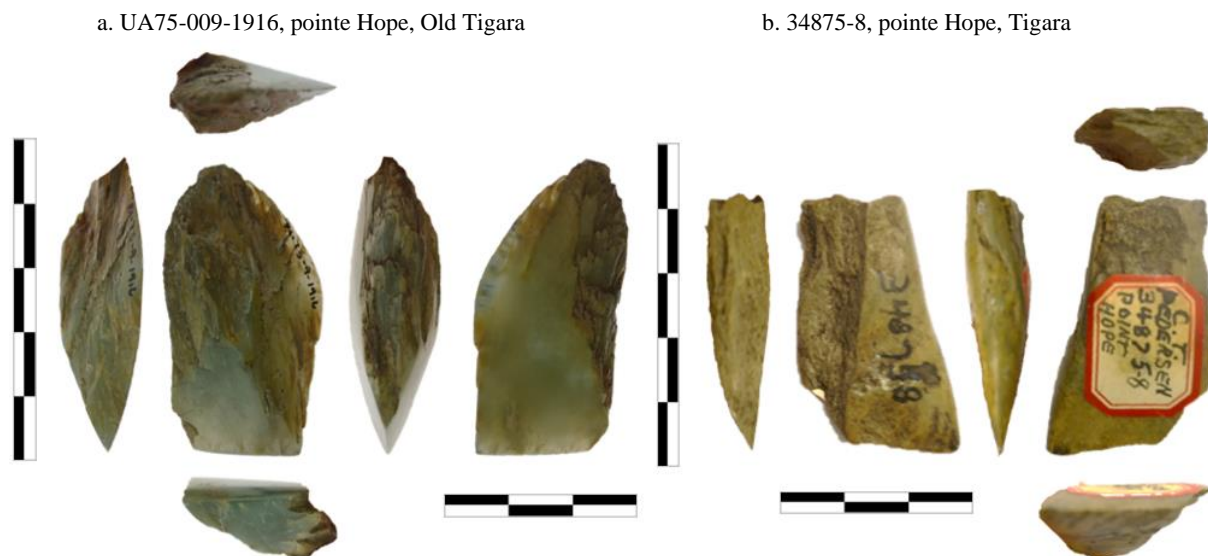 a. UA75-009-1916, pointe Hope, Old Tigara
b. 34875-8, pointe Hope, Tigara
C T
PEDERSEN
34875-8
POINT
HOPE